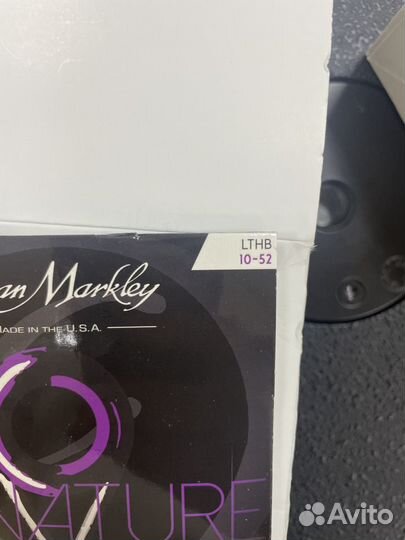 LTHB
10-52
an Markley
MADE IN THE U.S.A.
NATURE
Avito